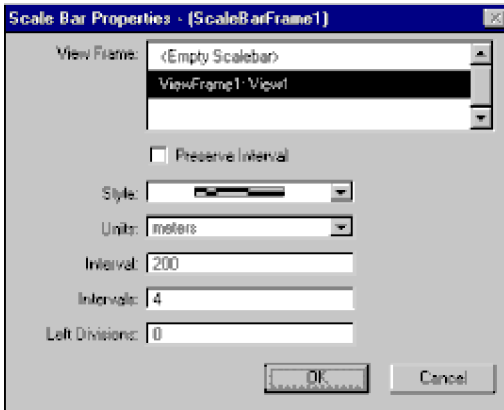 Scale Bar Properties - (ScaleBarFrame1)
View Frame:
<Empty Scalebar>
ViewFrame1: View1
Preserve Interval
Style:
Units: meters
Interval: 200
Intervals: 4
Left Divisions: 0
OK Cancel